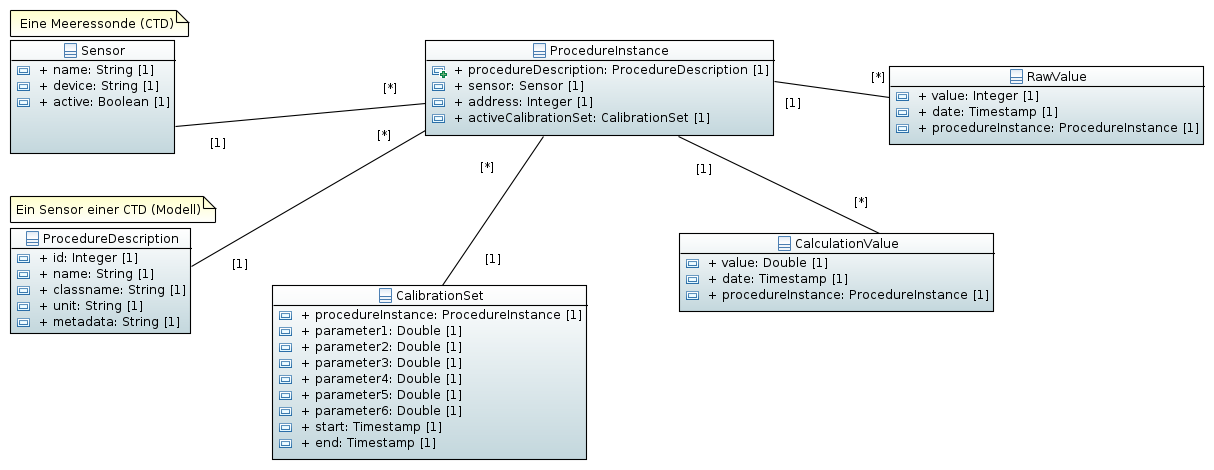 Eine Meeressonde (CTD)
Sensor
+ name: String [1]
+ device: String [1]
+ active: Boolean [1]
[*]
[1]
[*]
ProcedureInstance
+ procedureDescription: ProcedureDescription [1]
+ sensor: Sensor [1]
+ address: Integer [1]
+ activeCalibrationSet: CalibrationSet [1]
[*]
[1]
RawValue
+ value: Integer [1]
+ date: Timestamp [1]
+ procedureInstance: ProcedureInstance [1]
[*]
[1]
[*]
Ein Sensor einer CTD (Modell)
ProcedureDescription
+ id: Integer [1]
+ name: String [1]
+ classname: String [1]
+ unit: String [1]
+ metadata: String [1]
[1]
[1]
CalibrationSet
+ procedureInstance: ProcedureInstance [1]
+ parameter1: Double [1]
+ parameter2: Double [1]
+ parameter3: Double [1]
+ parameter4: Double [1]
+ parameter5: Double [1]
+ parameter6: Double [1]
+ start: Timestamp [1]
+ end: Timestamp [1]
CalculationValue
+ value: Double [1]
+ date: Timestamp [1]
+ procedureInstance: ProcedureInstance [1]